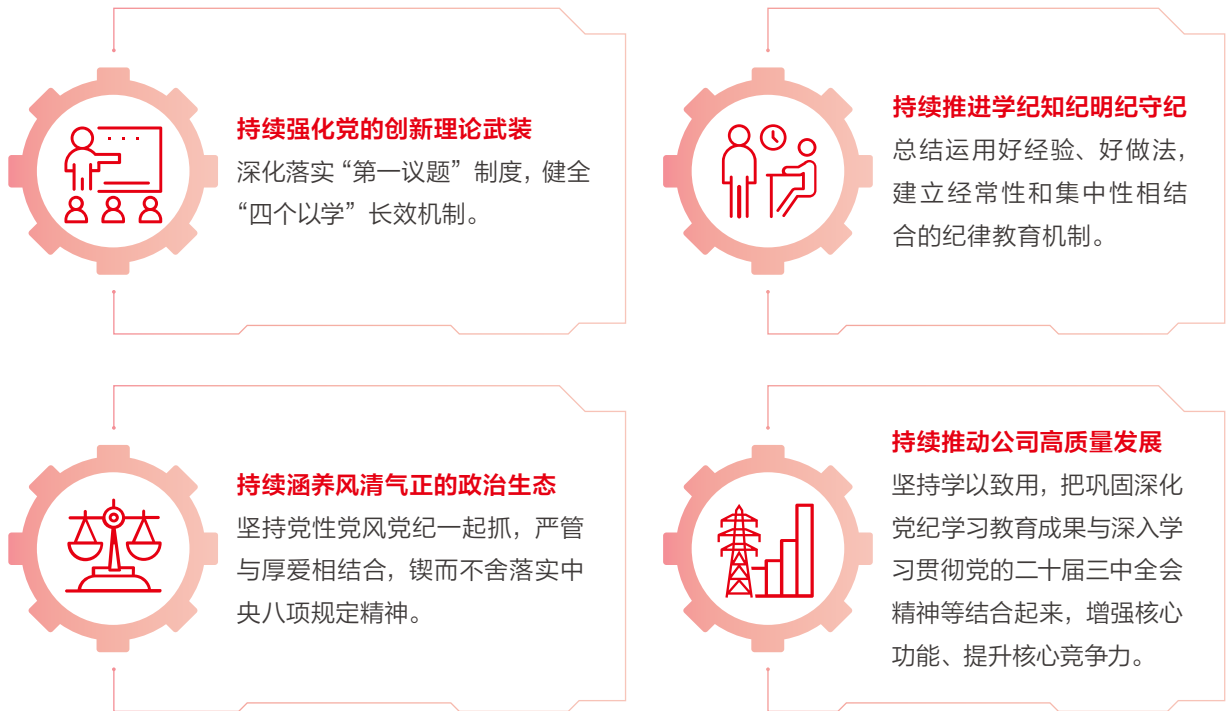 持续强化党的创新理论武装
深化落实“第一议题”制度，健全
“四个以学”长效机制。
持续推进学纪知纪明纪守纪
总结运用好经验、好做法，
建立经常性和集中性相结
合的纪律教育机制。
持续涵养风清气正的政治生态
坚持党性党风党纪一起抓，严管
与厚爱相结合，锲而不舍落实中
央八项规定精神。
持续推动公司高质量发展
坚持学以致用，把巩固深化
党纪学习教育成果与深入学
习贯彻党的二十届三中全会
精神等结合起来，增强核心
功能、提升核心竞争力。